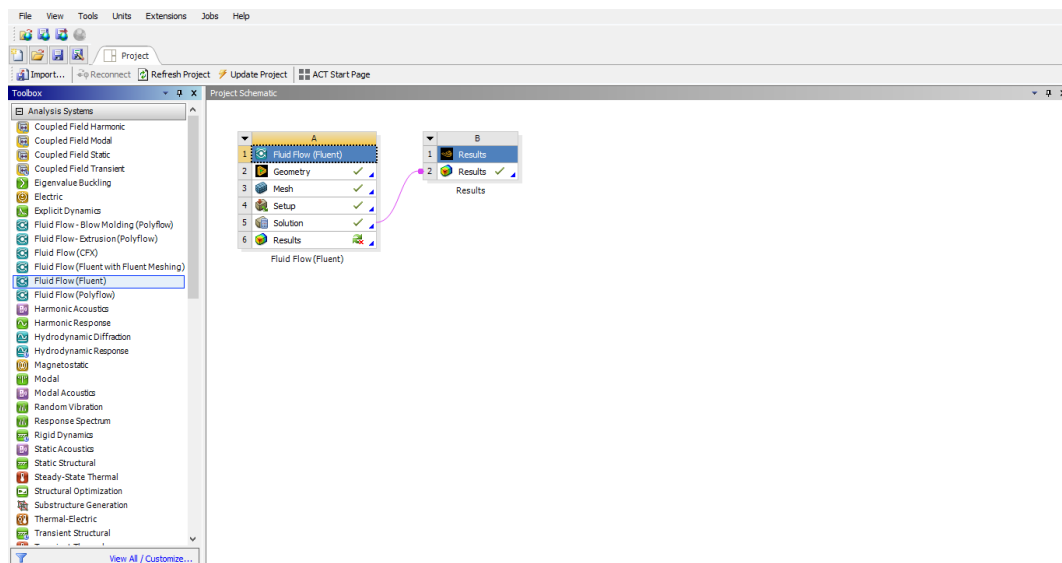 File View Tools Units Extensions Jobs Help
Project
Import... Reconnect Refresh Project Update Project ACT Start Page
Toolbox
Project Schematic
Analysis Systems
Coupled Field Harmonic
Coupled Field Modal
Coupled Field Static
Coupled Field Transient
Eigenvalue Buckling
Electric
Explicit Dynamics
Fluid Flow - Blow Molding (Polyflow)
Fluid Flow - Extrusion (Polyflow)
Fluid Flow (CFX)
Fluid Flow (Fluent with Fluent Meshing)
Fluid Flow (Fluent)
Fluid Flow (Polyflow)
Harmonic Acoustics
Harmonic Response
Hydrodynamic Diffraction
Hydrodynamic Response
Magnetostatic
Modal
Modal Acoustics
Random Vibration
Response Spectrum
Rigid Dynamics
Static Acoustics
Static Structural
Steady-State Thermal
Structural Optimization
Substructure Generation
Thermal-Electric
Transient Structural
View All / Customize...
A
1 Fluid Flow (Fluent)
2 Geometry
3 Mesh
4 Setup
5 Solution
6 Results
Fluid Flow (Fluent)
B
1 Results
2 Results
Results